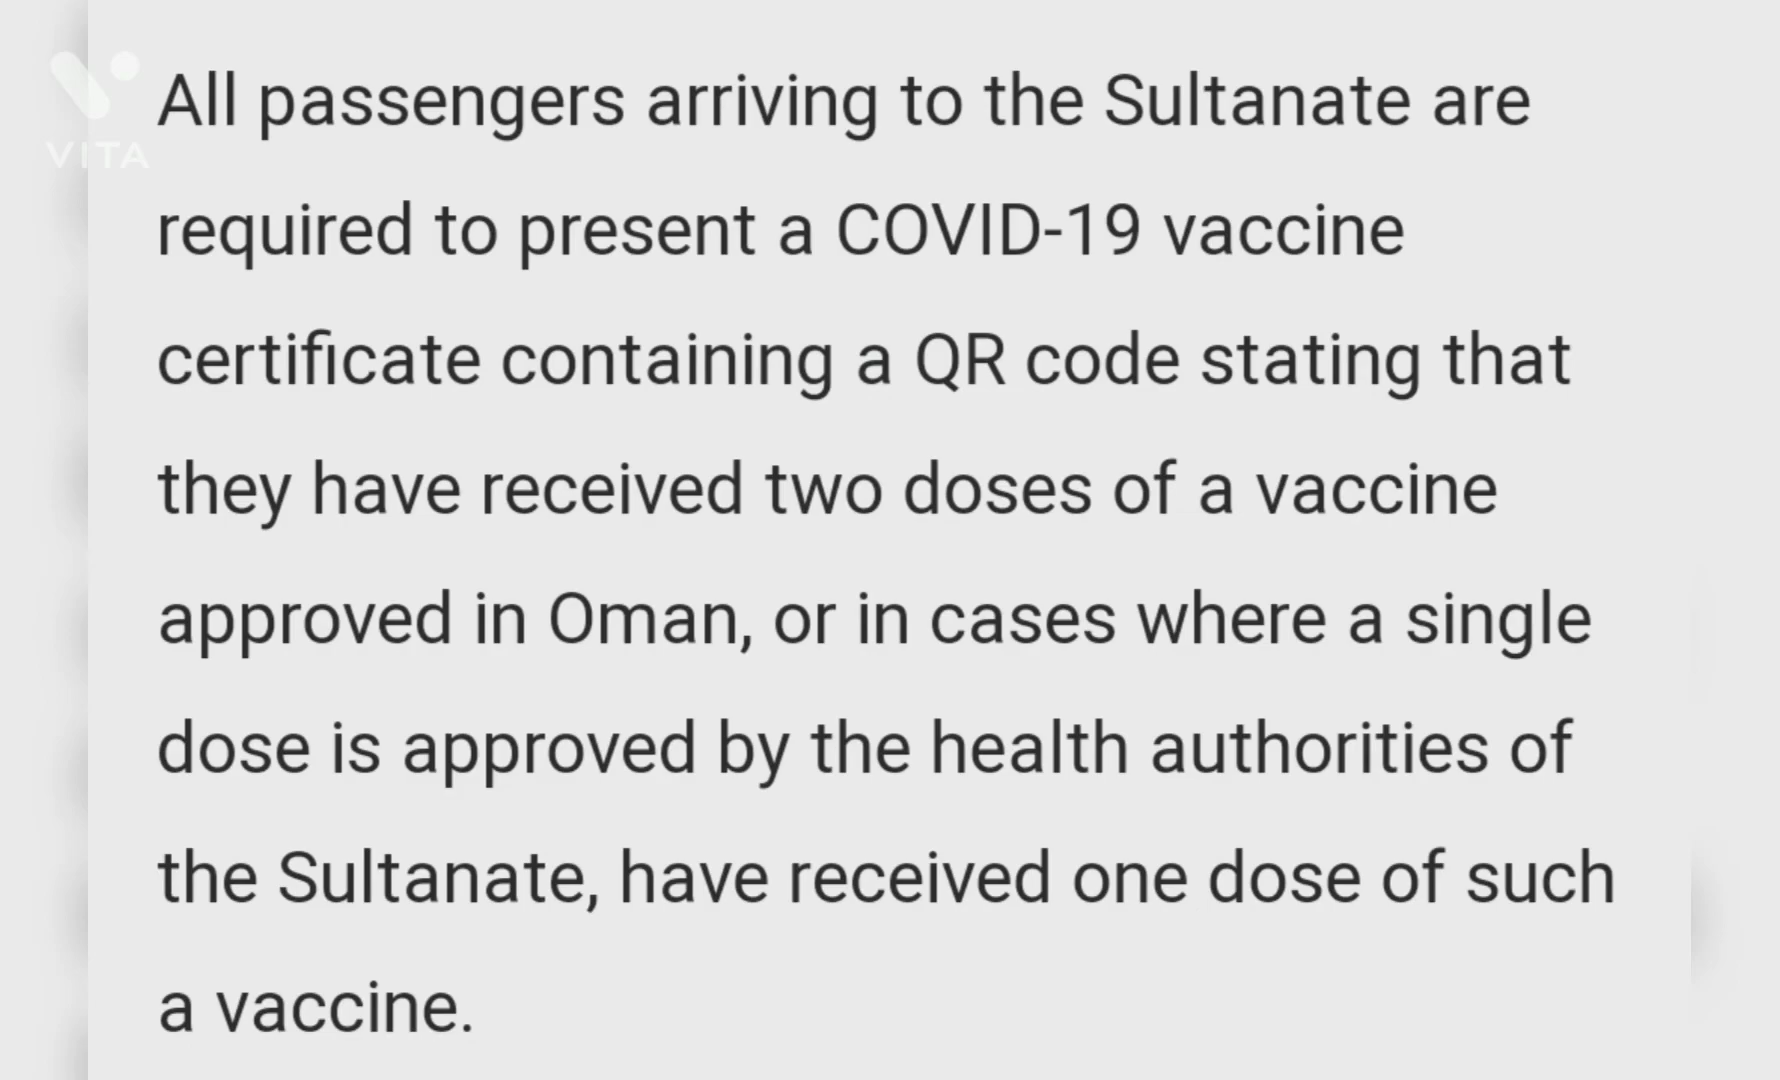 VITA
All passengers arriving to the Sultanate are
required to present a COVID-19 vaccine
certificate containing a QR code stating that
they have received two doses of a vaccine
approved in Oman, or in cases where a single
dose is approved by the health authorities of
the Sultanate, have received one dose of such
a vaccine.